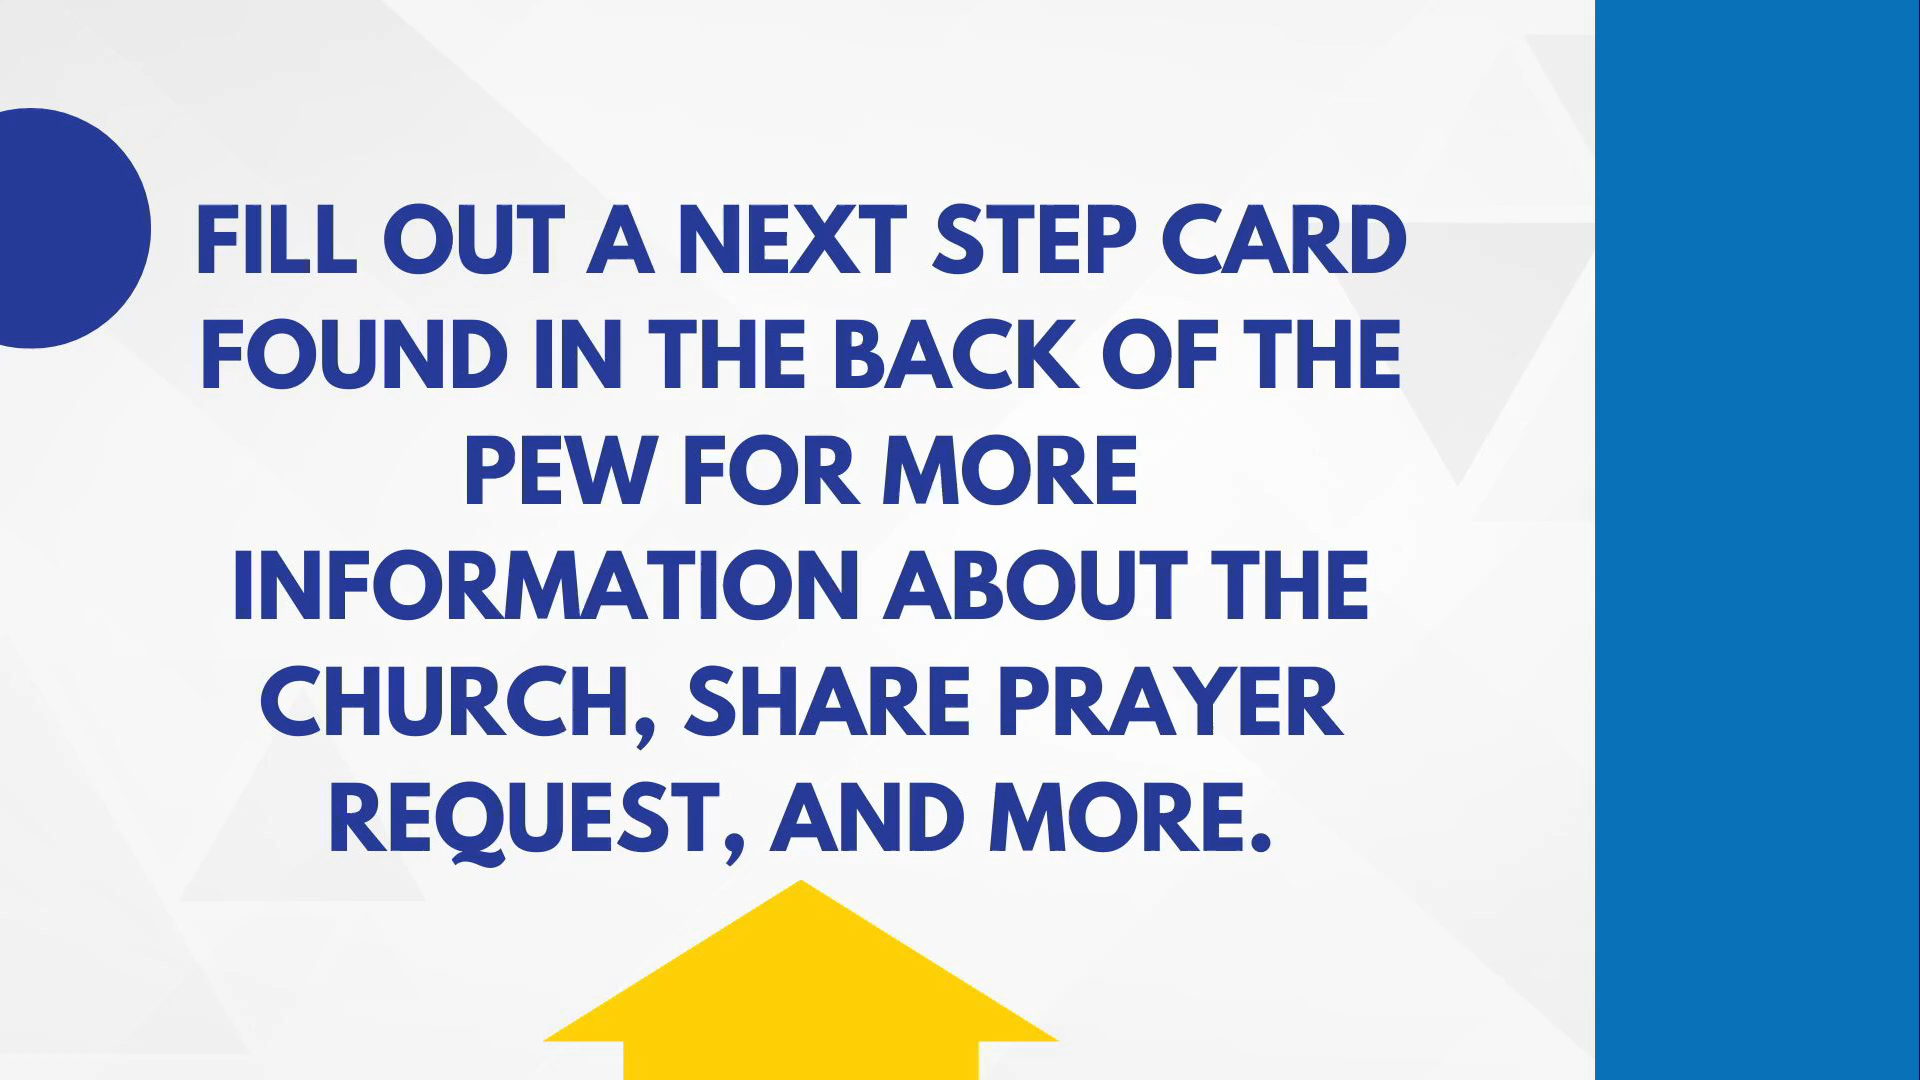 FILL OUT A NEXT STEP CARD
FOUND IN THE BACK OF THE
PEW FOR MORE
INFORMATION ABOUT THE
CHURCH, SHARE PRAYER
REQUEST, AND MORE.